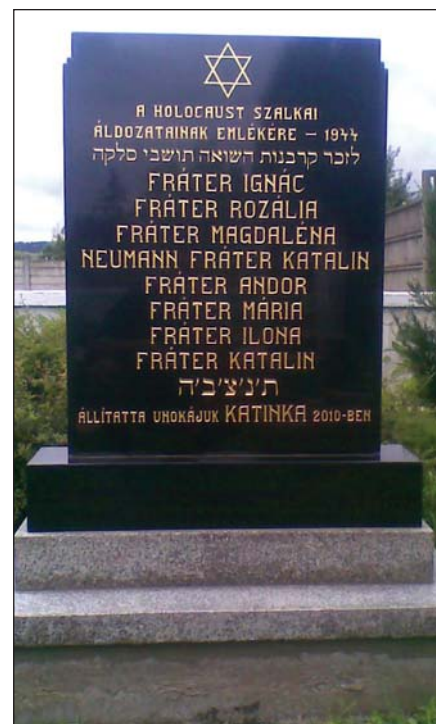 A HOLOCAUST SZALKAI
ÁLDOZATAINAK EMLÉKÉRE – 1944
לזכר קרבנות השואה תושבי סלקה
FRÁTER IGNÁC
FRÁTER ROZÁLIA
FRÁTER MAGDALÉNA
NEUMANN FRÁTER KATALIN
FRÁTER ANDOR
FRÁTER MÁRIA
FRÁTER ILONA
FRÁTER KATALIN
ת'נ'צ'ב'ה
ÁLLÍTATTA UNOKÁJUK KATINKA 2010-BEN